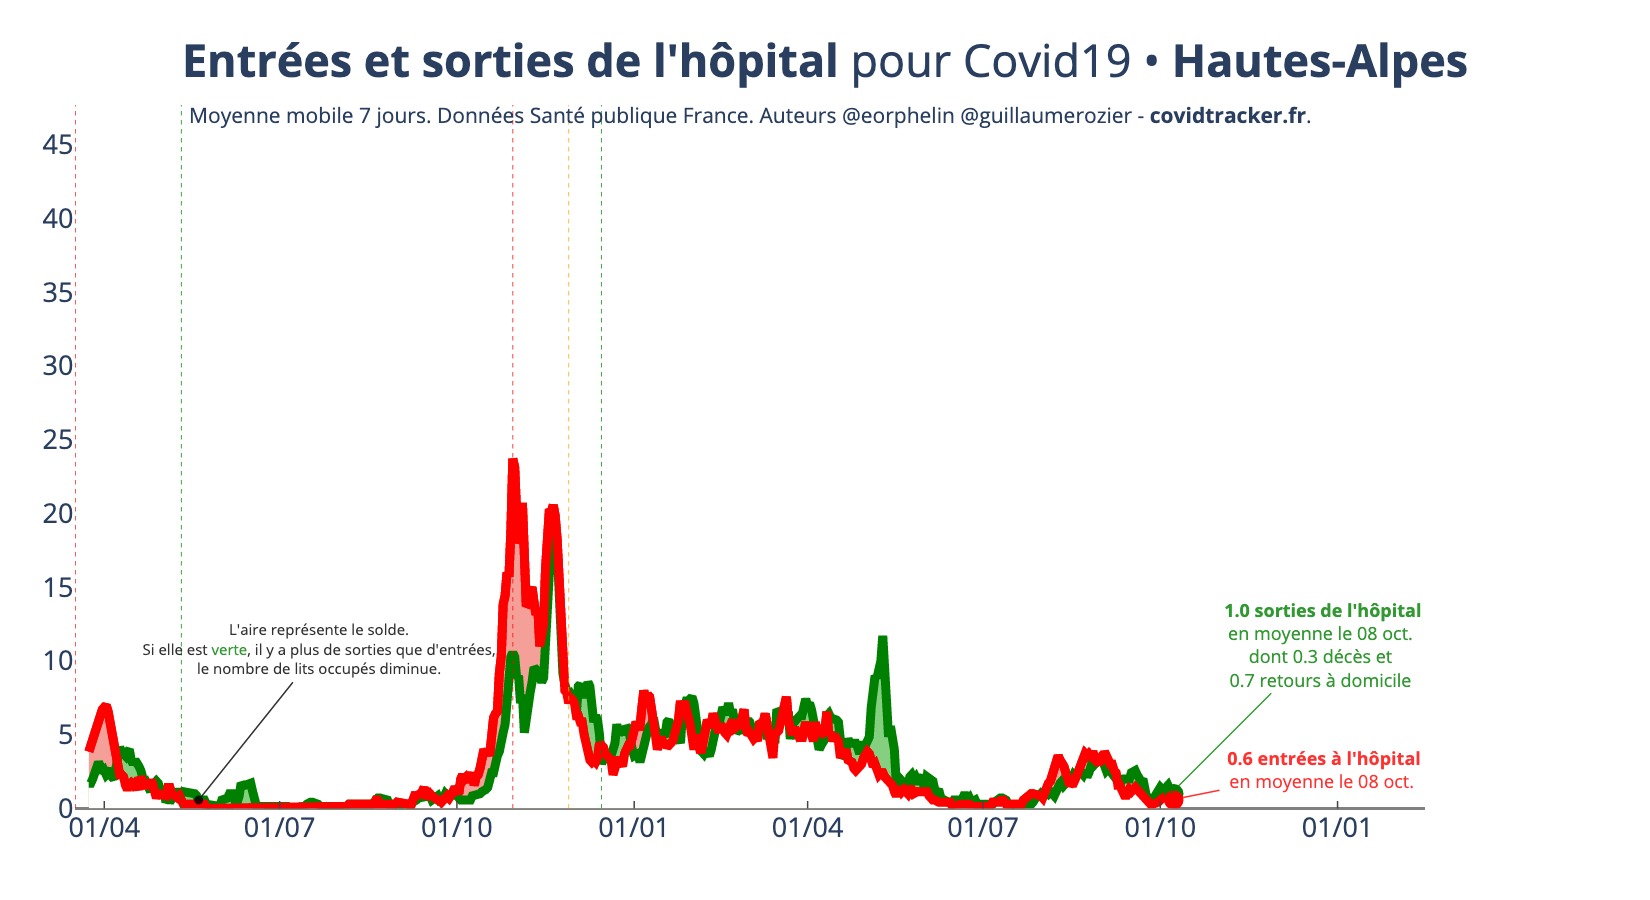 Entrées et sorties de l'hôpital pour Covid19 • Hautes-Alpes
Moyenne mobile 7 jours. Données Santé publique France. Auteurs @eorphelin @guillaumerozier - covidtracker.fr.
45
40
35
30
25
20
15
10
5
0
L'aire représente le solde.
Si elle est verte, il y a plus de sorties que d'entrées,
le nombre de lits occupés diminue.
1.0 sorties de l'hôpital
en moyenne le 08 oct.
dont 0.3 décès et
0.7 retours à domicile
0.6 entrées à l'hôpital
en moyenne le 08 oct.
01/04 01/07 01/10 01/01 01/04 01/07 01/10 01/01